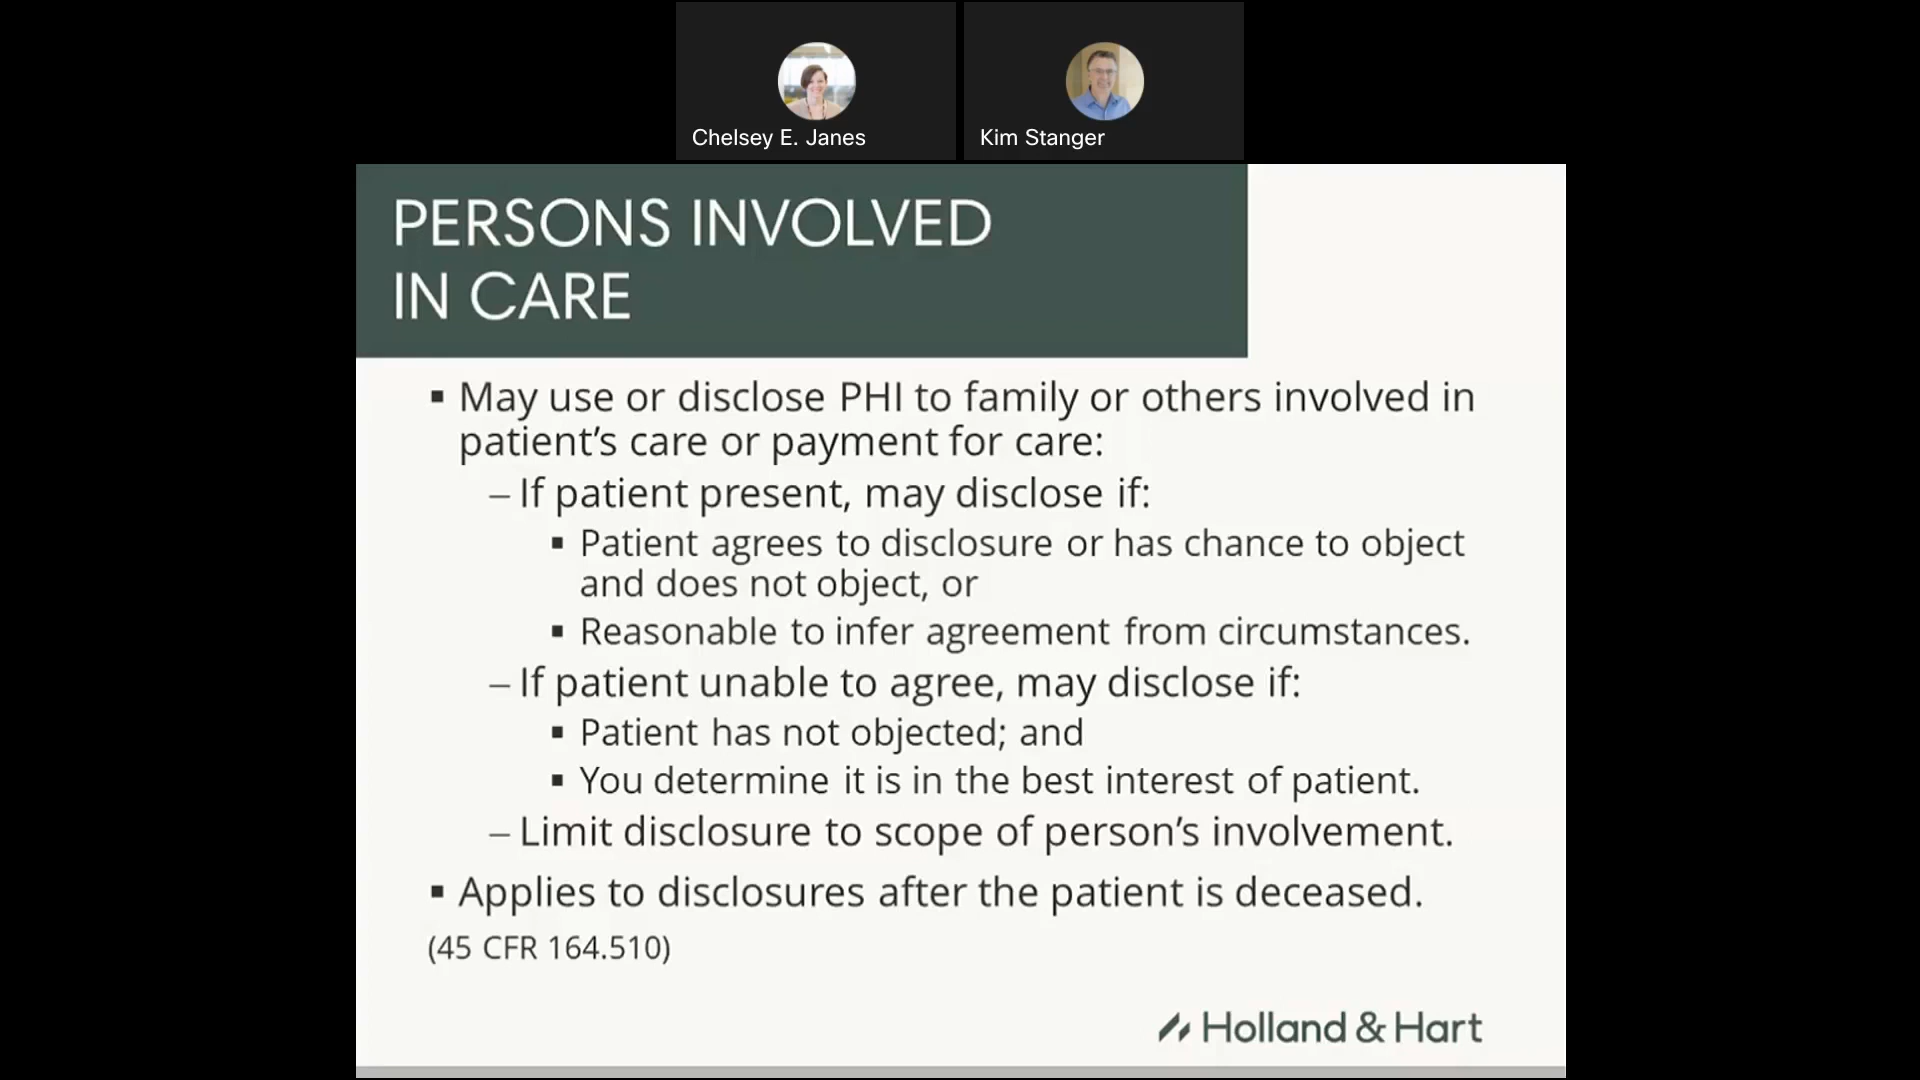 Chelsey E. Janes
Kim Stanger
PERSONS INVOLVED
IN CARE
▪ May use or disclose PHI to family or others involved in
patient’s care or payment for care:
– If patient present, may disclose if:
▪ Patient agrees to disclosure or has chance to object
and does not object, or
▪ Reasonable to infer agreement from circumstances.
– If patient unable to agree, may disclose if:
▪ Patient has not objected; and
▪ You determine it is in the best interest of patient.
– Limit disclosure to scope of person’s involvement.
▪ Applies to disclosures after the patient is deceased.
(45 CFR 164.510)
Holland & Hart